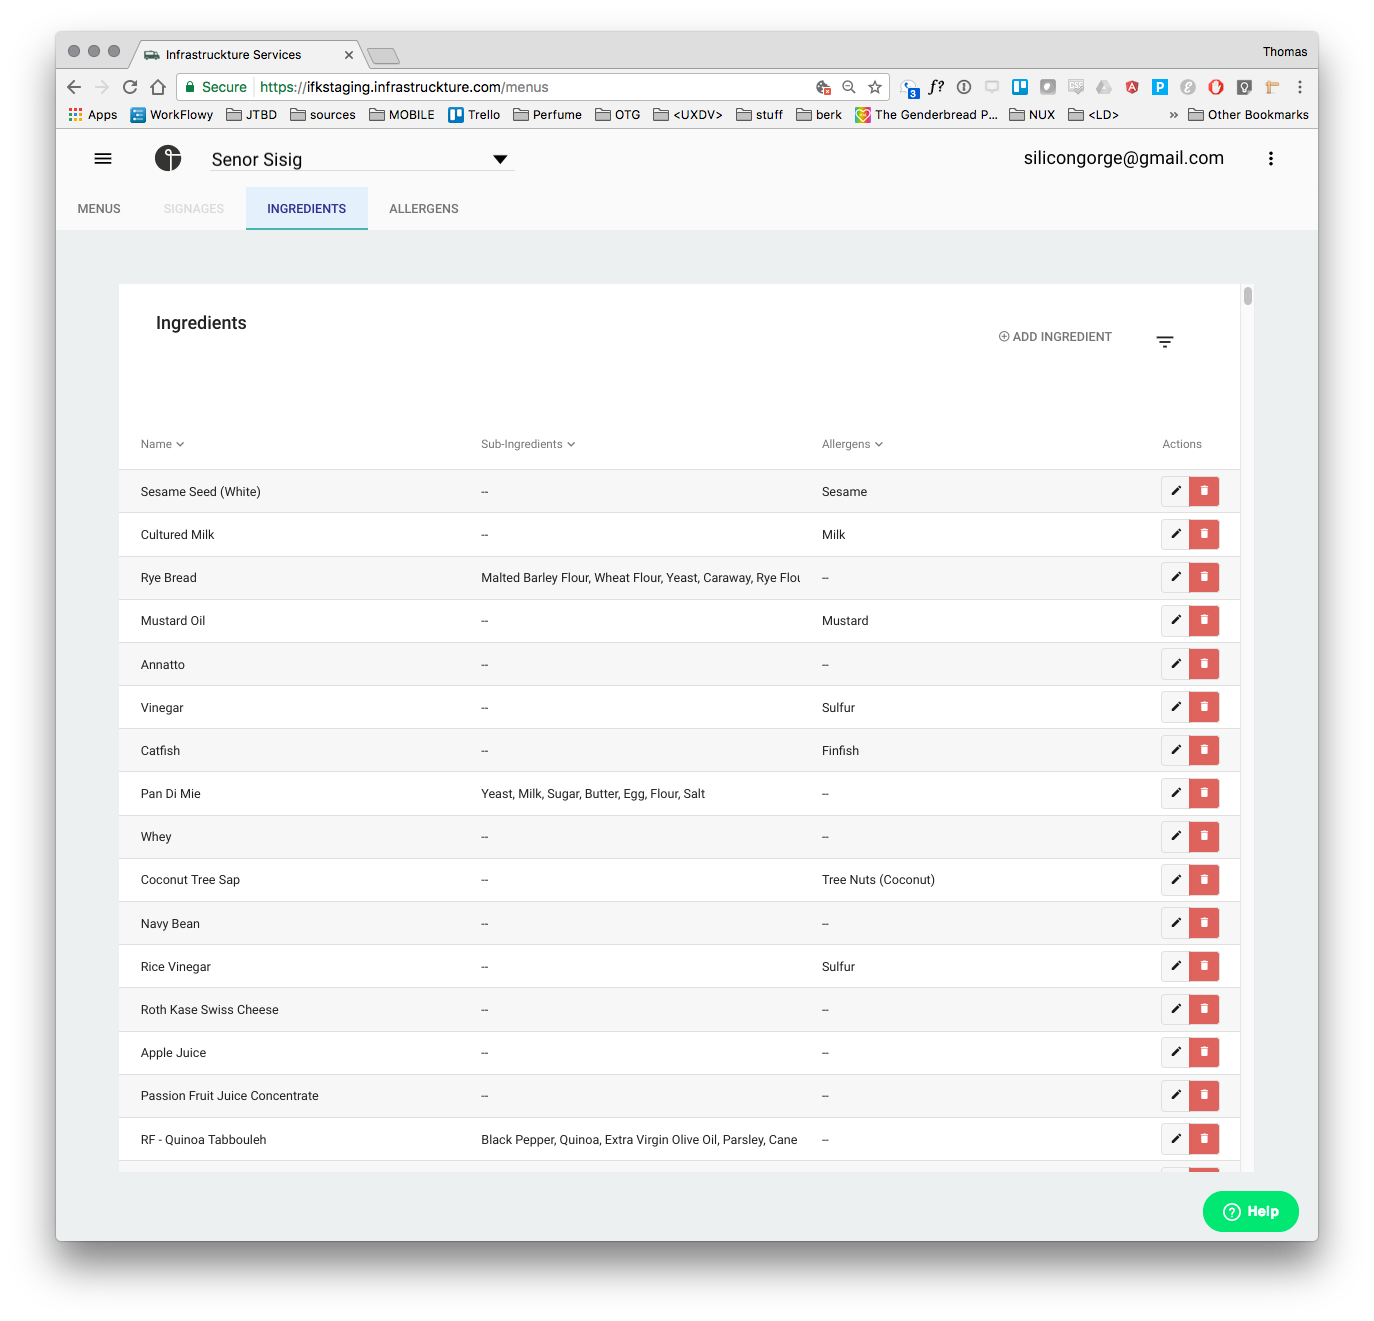 Infrastruckture Services
Thomas
Secure https://ifkstaging.infrastruckture.com/menus
Apps WorkFlowy JTBD sources MOBILE Trello Perfume OTG <UXDV> stuff berk The Genderbread P... NUX <LD> » Other Bookmarks
Senor Sisig
silicongorge@gmail.com
MENUS SIGNAGES INGREDIENTS ALLERGENS
Ingredients
ADD INGREDIENT
Name Sub-Ingredients Allergens Actions
Sesame Seed (White) -- Sesame
Cultured Milk -- Milk
Rye Bread Malted Barley Flour, Wheat Flour, Yeast, Caraway, Rye Flou --
Mustard Oil -- Mustard
Annatto -- --
Vinegar -- Sulfur
Catfish -- Finfish
Pan Di Mie Yeast, Milk, Sugar, Butter, Egg, Flour, Salt --
Whey -- --
Coconut Tree Sap -- Tree Nuts (Coconut)
Navy Bean -- --
Rice Vinegar -- Sulfur
Roth Kase Swiss Cheese -- --
Apple Juice -- --
Passion Fruit Juice Concentrate -- --
RF - Quinoa Tabbouleh Black Pepper, Quinoa, Extra Virgin Olive Oil, Parsley, Cane --
Help